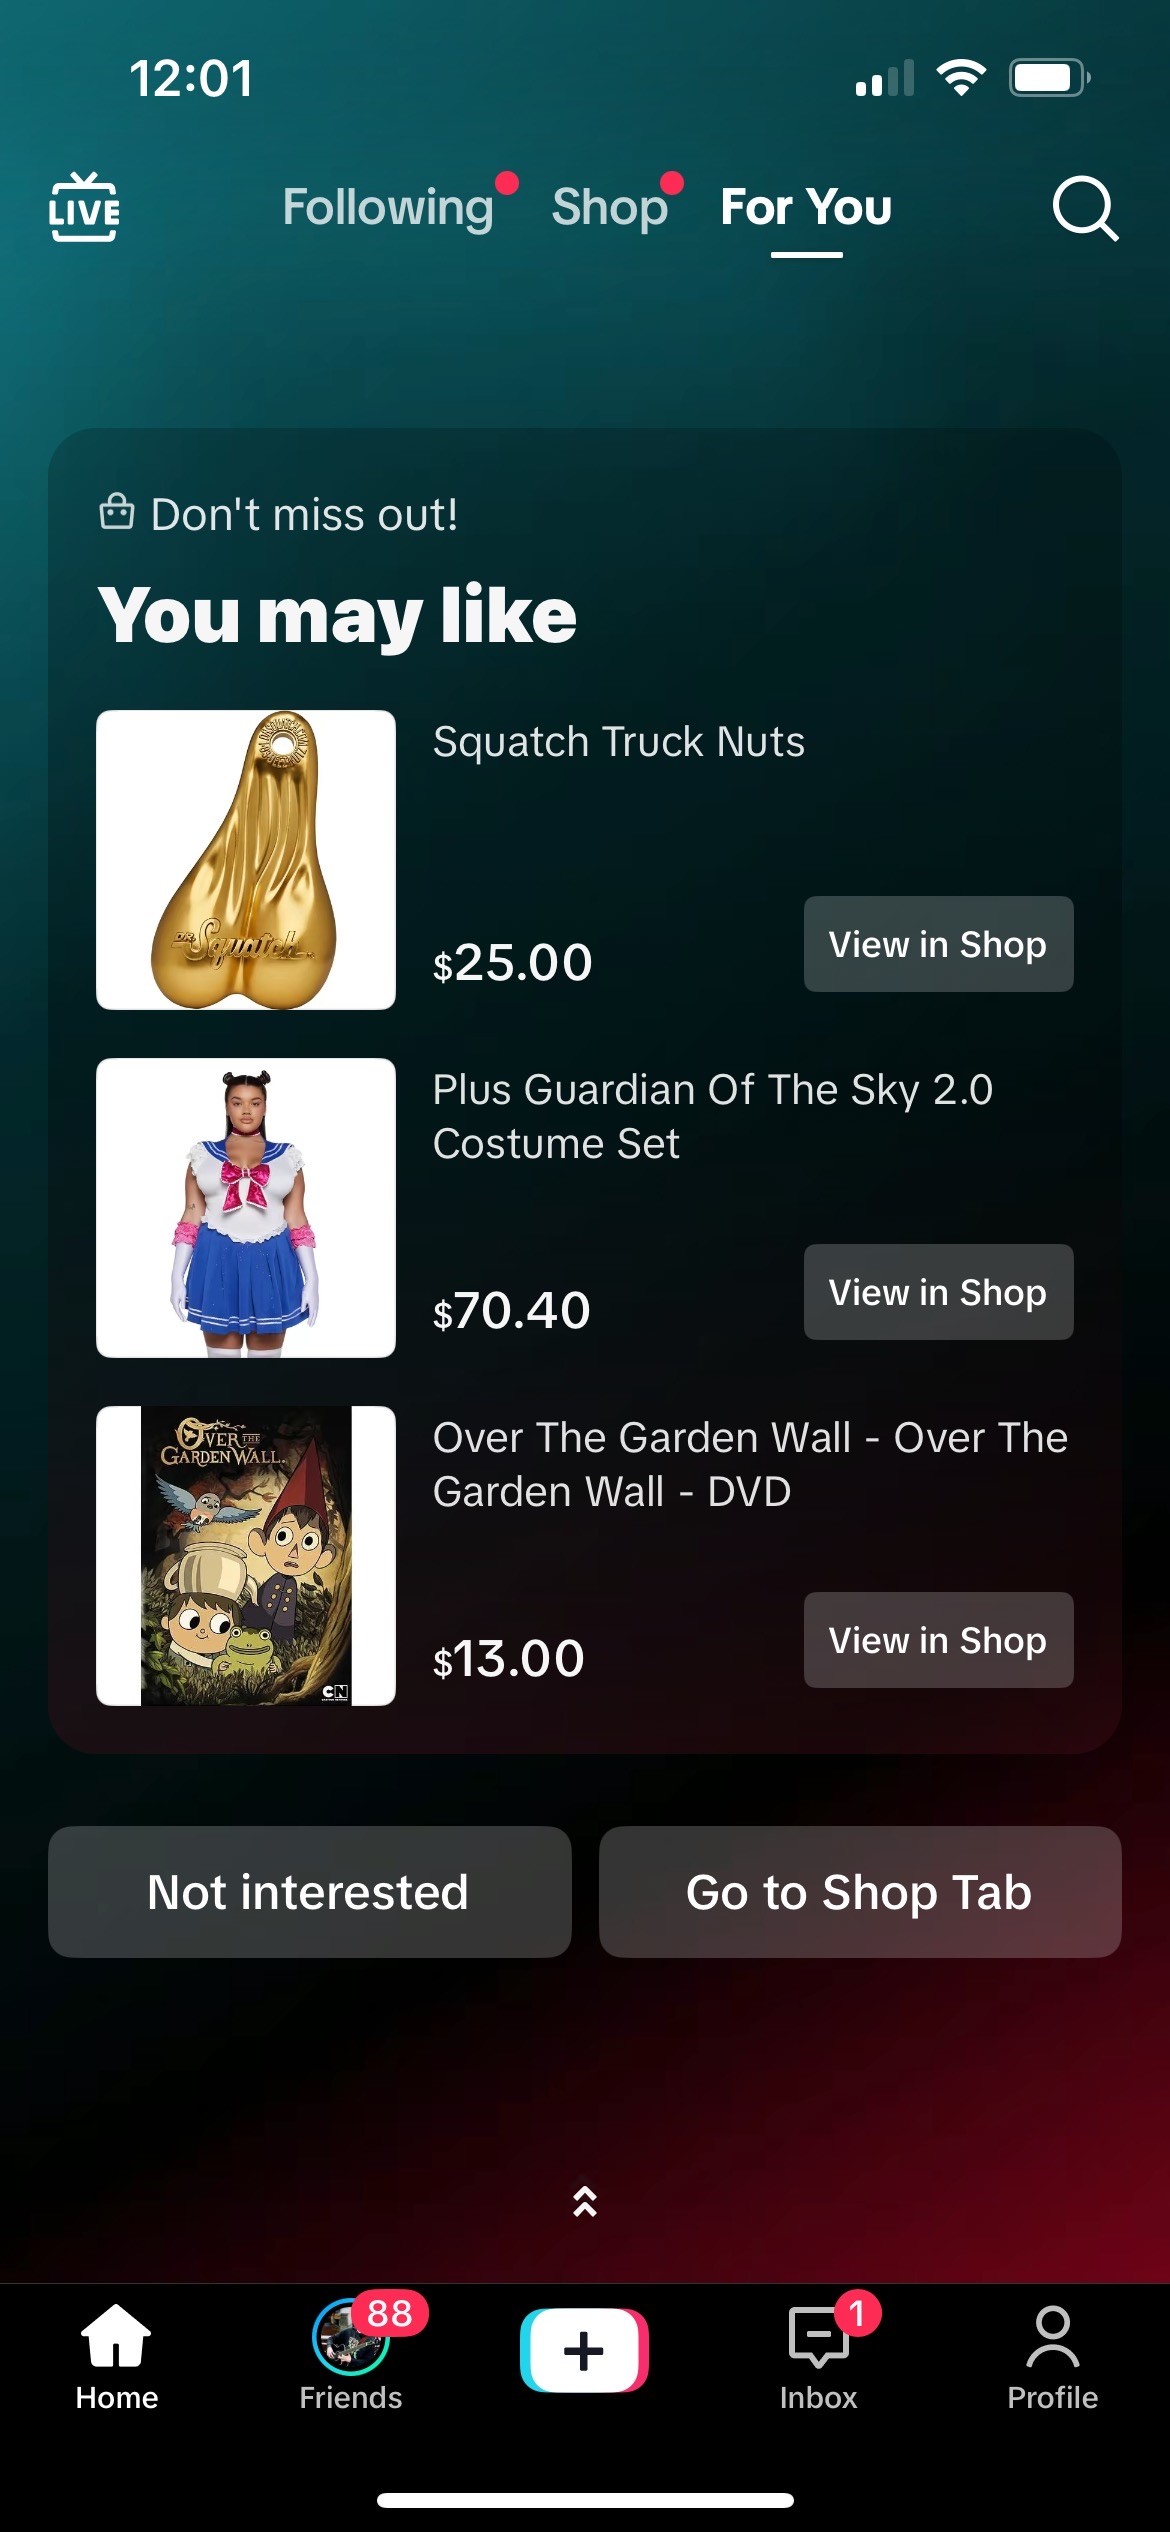 12:01
LIVE
Following Shop For You
Don't miss out!
You may like
DR. Squatch
Squatch Truck Nuts
$25.00
View in Shop
Plus Guardian Of The Sky 2.0
Costume Set
$70.40
View in Shop
OVER THE
GARDEN WALL.
CN
Over The Garden Wall - Over The
Garden Wall - DVD
$13.00
View in Shop
Not interested
Go to Shop Tab
88
1
Home
Friends
Inbox
Profile